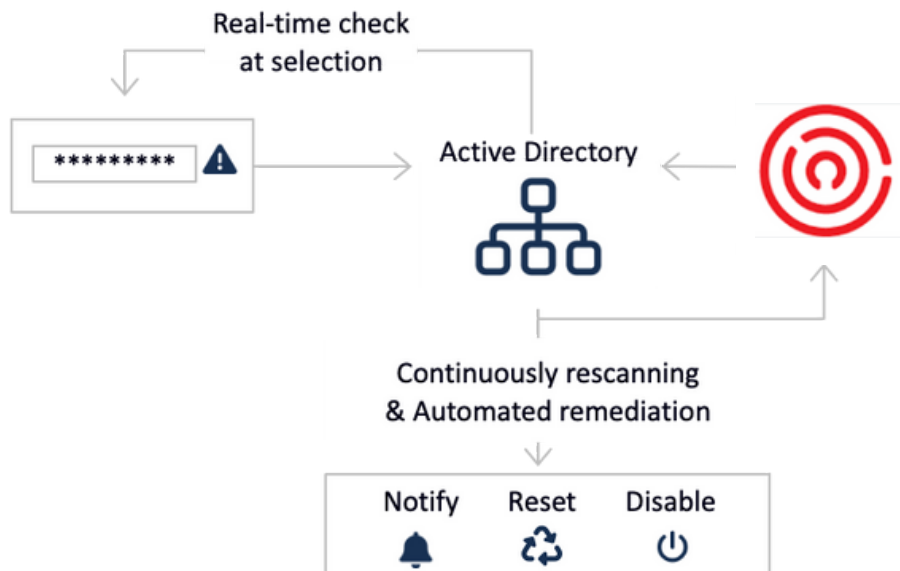 Real-time check
at selection
*********
Active Directory
Continuously rescanning
& Automated remediation
Notify Reset Disable